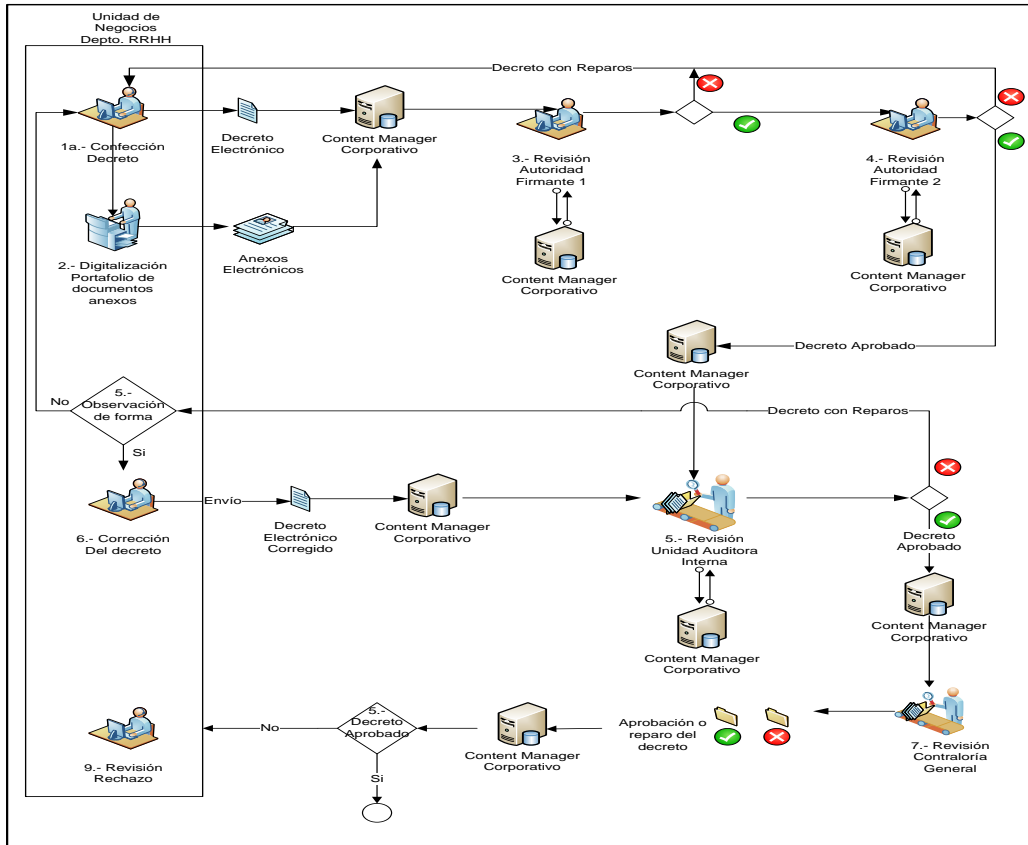 Unidad de
Negocios
Depto. RRHH
Decreto con Reparos
1a.- Confección
Decreto
Decreto
Electrónico
Content Manager
Corporativo
3.- Revisión
Autoridad
Firmante 1
4.- Revisión
Autoridad
Firmante 2
2.- Digitalización
Portafolio de
documentos
anexos
Anexos
Electrónicos
Content Manager
Corporativo
Content Manager
Corporativo
Decreto Aprobado
Content Manager
Corporativo
No
5.-
Observación
de forma
Decreto con Reparos
Si
6.- Corrección
Del decreto
Envío
Decreto
Electrónico
Corregido
Content Manager
Corporativo
5.- Revisión
Unidad Auditora
Interna
Decreto
Aprobado
Content Manager
Corporativo
Content Manager
Corporativo
9.- Revisión
Rechazo
No
5.-
Decreto
Aprobado
Si
Content Manager
Corporativo
Aprobación o
reparo del
decreto
7.- Revisión
Contraloría
General